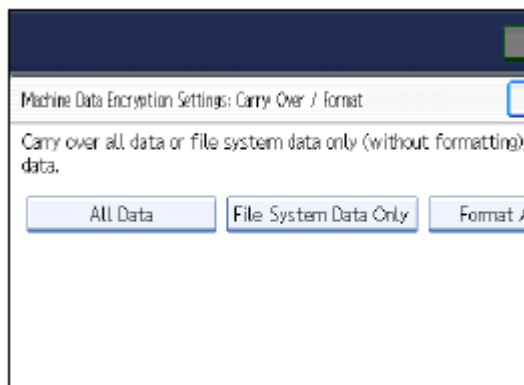 Machine Data Encryption Settings: Carry Over / Format
Carry over all data or file system data only (without formatting),
data.
All Data
File System Data Only
Format